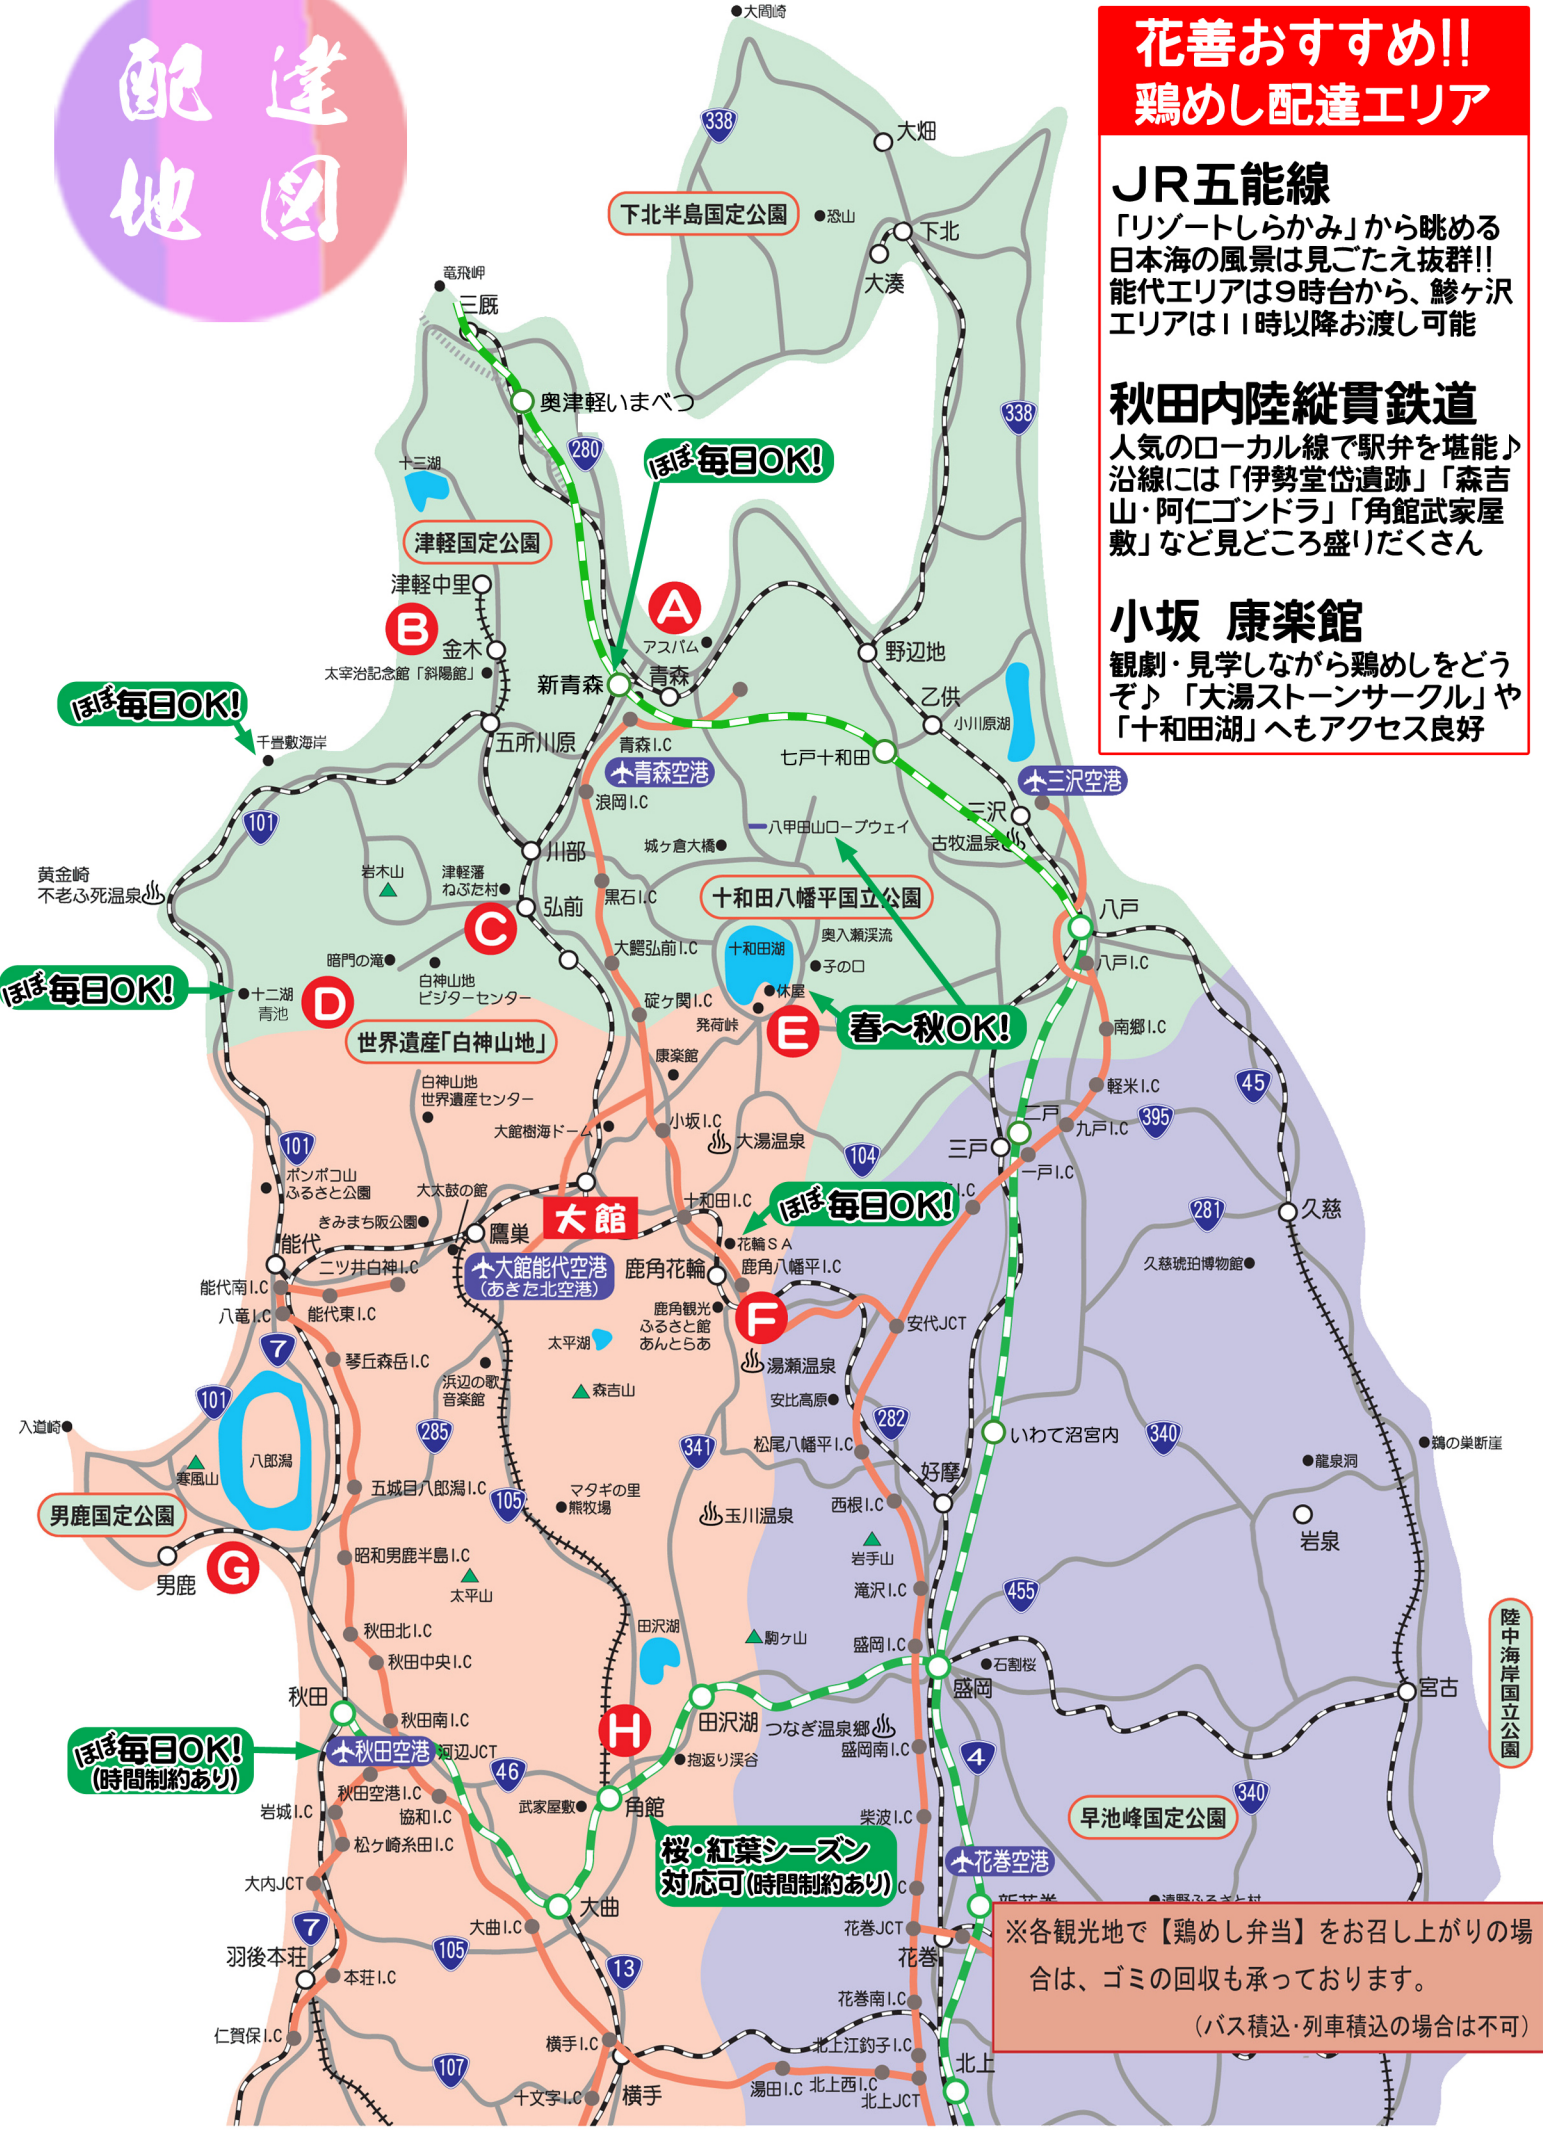 配達
地図
花善おすすめ!!
鶏めし配達エリア
JR五能線
「リゾートしらかみ」から眺める
日本海の風景は見ごたえ抜群!!
能代エリアは9時台から、鰺ヶ沢
エリアは11時以降お渡し可能
秋田内陸縦貫鉄道
人気のローカル線で駅弁を堪能♪
沿線には「伊勢堂岱遺跡」「森吉
山・阿仁ゴンドラ」「角館武家屋
敷」など見どころ盛りだくさん
小坂 康楽館
観劇・見学しながら鶏めしをどう
ぞ♪ 「大湯ストーンサークル」や
「十和田湖」へもアクセス良好
大間崎
338
大畑
下北半島国定公園
恐山
下北
大湊
竜飛岬
三厩
奥津軽いまべつ
280
338
ほぼ毎日OK!
十三湖
津軽国定公園
津軽中里
B
金木
太宰治記念館「斜陽館」
A
アスパム
新青森
青森
野辺地
乙供
小川原湖
ほぼ毎日OK!
千畳敷海岸
五所川原
青森I.C
青森空港
七戸十和田
三沢空港
浪岡I.C
三沢
101
八甲田山ロープウェイ
古牧温泉
城ヶ倉大橋
川部
黄金崎
不老ふ死温泉
岩木山
津軽藩
ねぷた村
黒石I.C
十和田八幡平国立公園
弘前
八戸
C
奥入瀬渓流
十和田湖
大鰐弘前I.C
子の口
八戸I.C
暗門の滝
白神山地
ビジターセンター
ほぼ毎日OK!
十二湖
青池
D
碇ヶ関I.C
休屋
発荷峠
E
春〜秋OK!
南郷I.C
世界遺産「白神山地」
康楽館
白神山地
世界遺産センター
軽米I.C
45
大館樹海ドーム
小坂I.C
大湯温泉
二戸
九戸I.C
395
三戸
101
104
一戸I.C
ポンポコ山
ふるさと公園
大太鼓の館
I.C
十和田I.C
ほぼ毎日OK!
きみまち阪公園
大館
281
久慈
鷹巣
能代
花輪SA
二ツ井白神I.C
大館能代空港
(あきた北空港)
鹿角花輪
鹿角八幡平I.C
久慈琥珀博物館
能代南I.C
八竜I.C
能代東I.C
鹿角観光
ふるさと館
あんとらあ
F
安代JCT
7
太平湖
琴丘森岳I.C
湯瀬温泉
浜辺の歌
音楽館
森吉山
安比高原
101
285
282
入道崎
341
松尾八幡平I.C
いわて沼宮内
340
鵜の巣断崖
八郎潟
寒風山
龍泉洞
好摩
五城目八郎潟I.C
105
マタギの里
熊牧場
西根I.C
男鹿国定公園
玉川温泉
岩泉
昭和男鹿半島I.C
岩手山
男鹿
G
太平山
滝沢I.C
455
秋田北I.C
田沢湖
駒ヶ山
盛岡I.C
秋田中央I.C
石割桜
盛岡
陸中海岸国立公園
秋田
宮古
秋田南I.C
H
田沢湖
つなぎ温泉郷
ほぼ毎日OK!
(時間制約あり)
秋田空港
河辺JCT
抱返り渓谷
盛岡南I.C
46
4
秋田空港I.C
岩城I.C
協和I.C
武家屋敷
角館
340
紫波I.C
早池峰国定公園
松ヶ崎糸田I.C
桜・紅葉シーズン
対応可(時間制約あり)
花巻空港
大内JCT
C
大曲
7
大曲I.C
105
花巻JCT
花巻
13
羽後本荘
本荘I.C
花巻南I.C
仁賀保I.C
横手I.C
北上江釣子I.C
107
北上
湯田I.C
北上西I.C
北上JCT
十文字I.C
横手
※各観光地で【鶏めし弁当】をお召し上がりの場
合は、ゴミの回収も承っております。
(バス積込・列車積込の場合は不可)